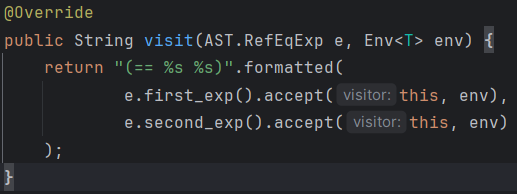 @Override
public String visit(AST.RefEqExp e, Env<T> env) {
    return "(== %s %s)".formatted(
            e.first_exp().accept( visitor: this, env),
            e.second_exp().accept( visitor: this, env)
    );
}